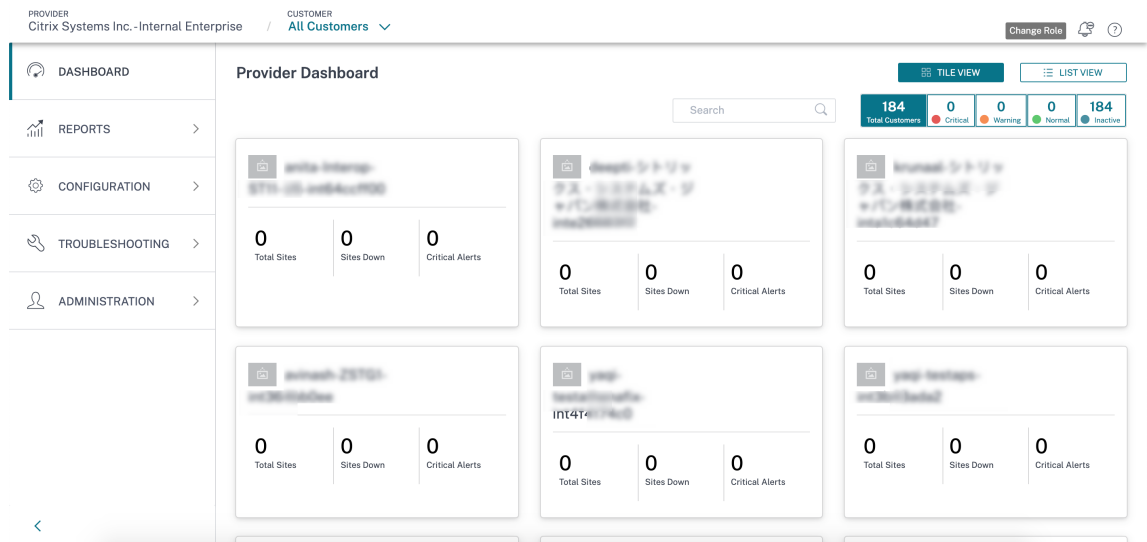 PROVIDER
Citrix Systems Inc. - Internal Enterprise
/
CUSTOMER
All Customers
Change Role
DASHBOARD
REPORTS
CONFIGURATION
TROUBLESHOOTING
ADMINISTRATION
Provider Dashboard
TILE VIEW
LIST VIEW
Search
184
Total Customers
0
Critical
0
Warning
0
Normal
184
Inactive
0 0 0
Total Sites Sites Down Critical Alerts
0 0 0
Total Sites Sites Down Critical Alerts
0 0 0
Total Sites Sites Down Critical Alerts
0 0 0
Total Sites Sites Down Critical Alerts
0 0 0
Total Sites Sites Down Critical Alerts
0 0 0
Total Sites Sites Down Critical Alerts